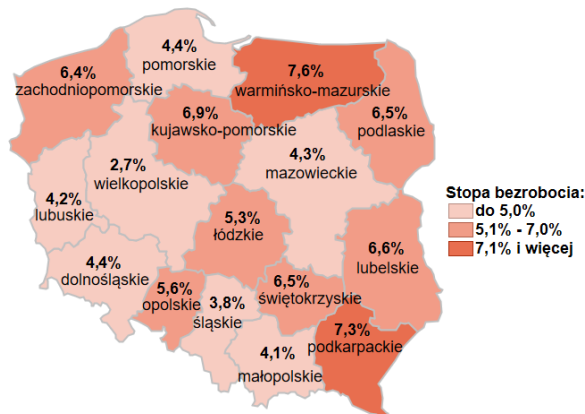 4,4%
pomorskie
7,6%
warmińsko-mazurskie
6,4%
zachodniopomorskie
6,9%
kujawsko-pomorskie
6,5%
podlaskie
2,7%
wielkopolskie
4,3%
mazowieckie
4,2%
lubuskie
5,3%
łódzkie
6,6%
lubelskie
4,4%
dolnośląskie
5,6%
opolskie
3,8%
śląskie
6,5%
świętokrzyskie
4,1%
małopolskie
7,3%
podkarpackie
Stopa bezrobocia:
do 5,0%
5,1% - 7,0%
7,1% i więcej